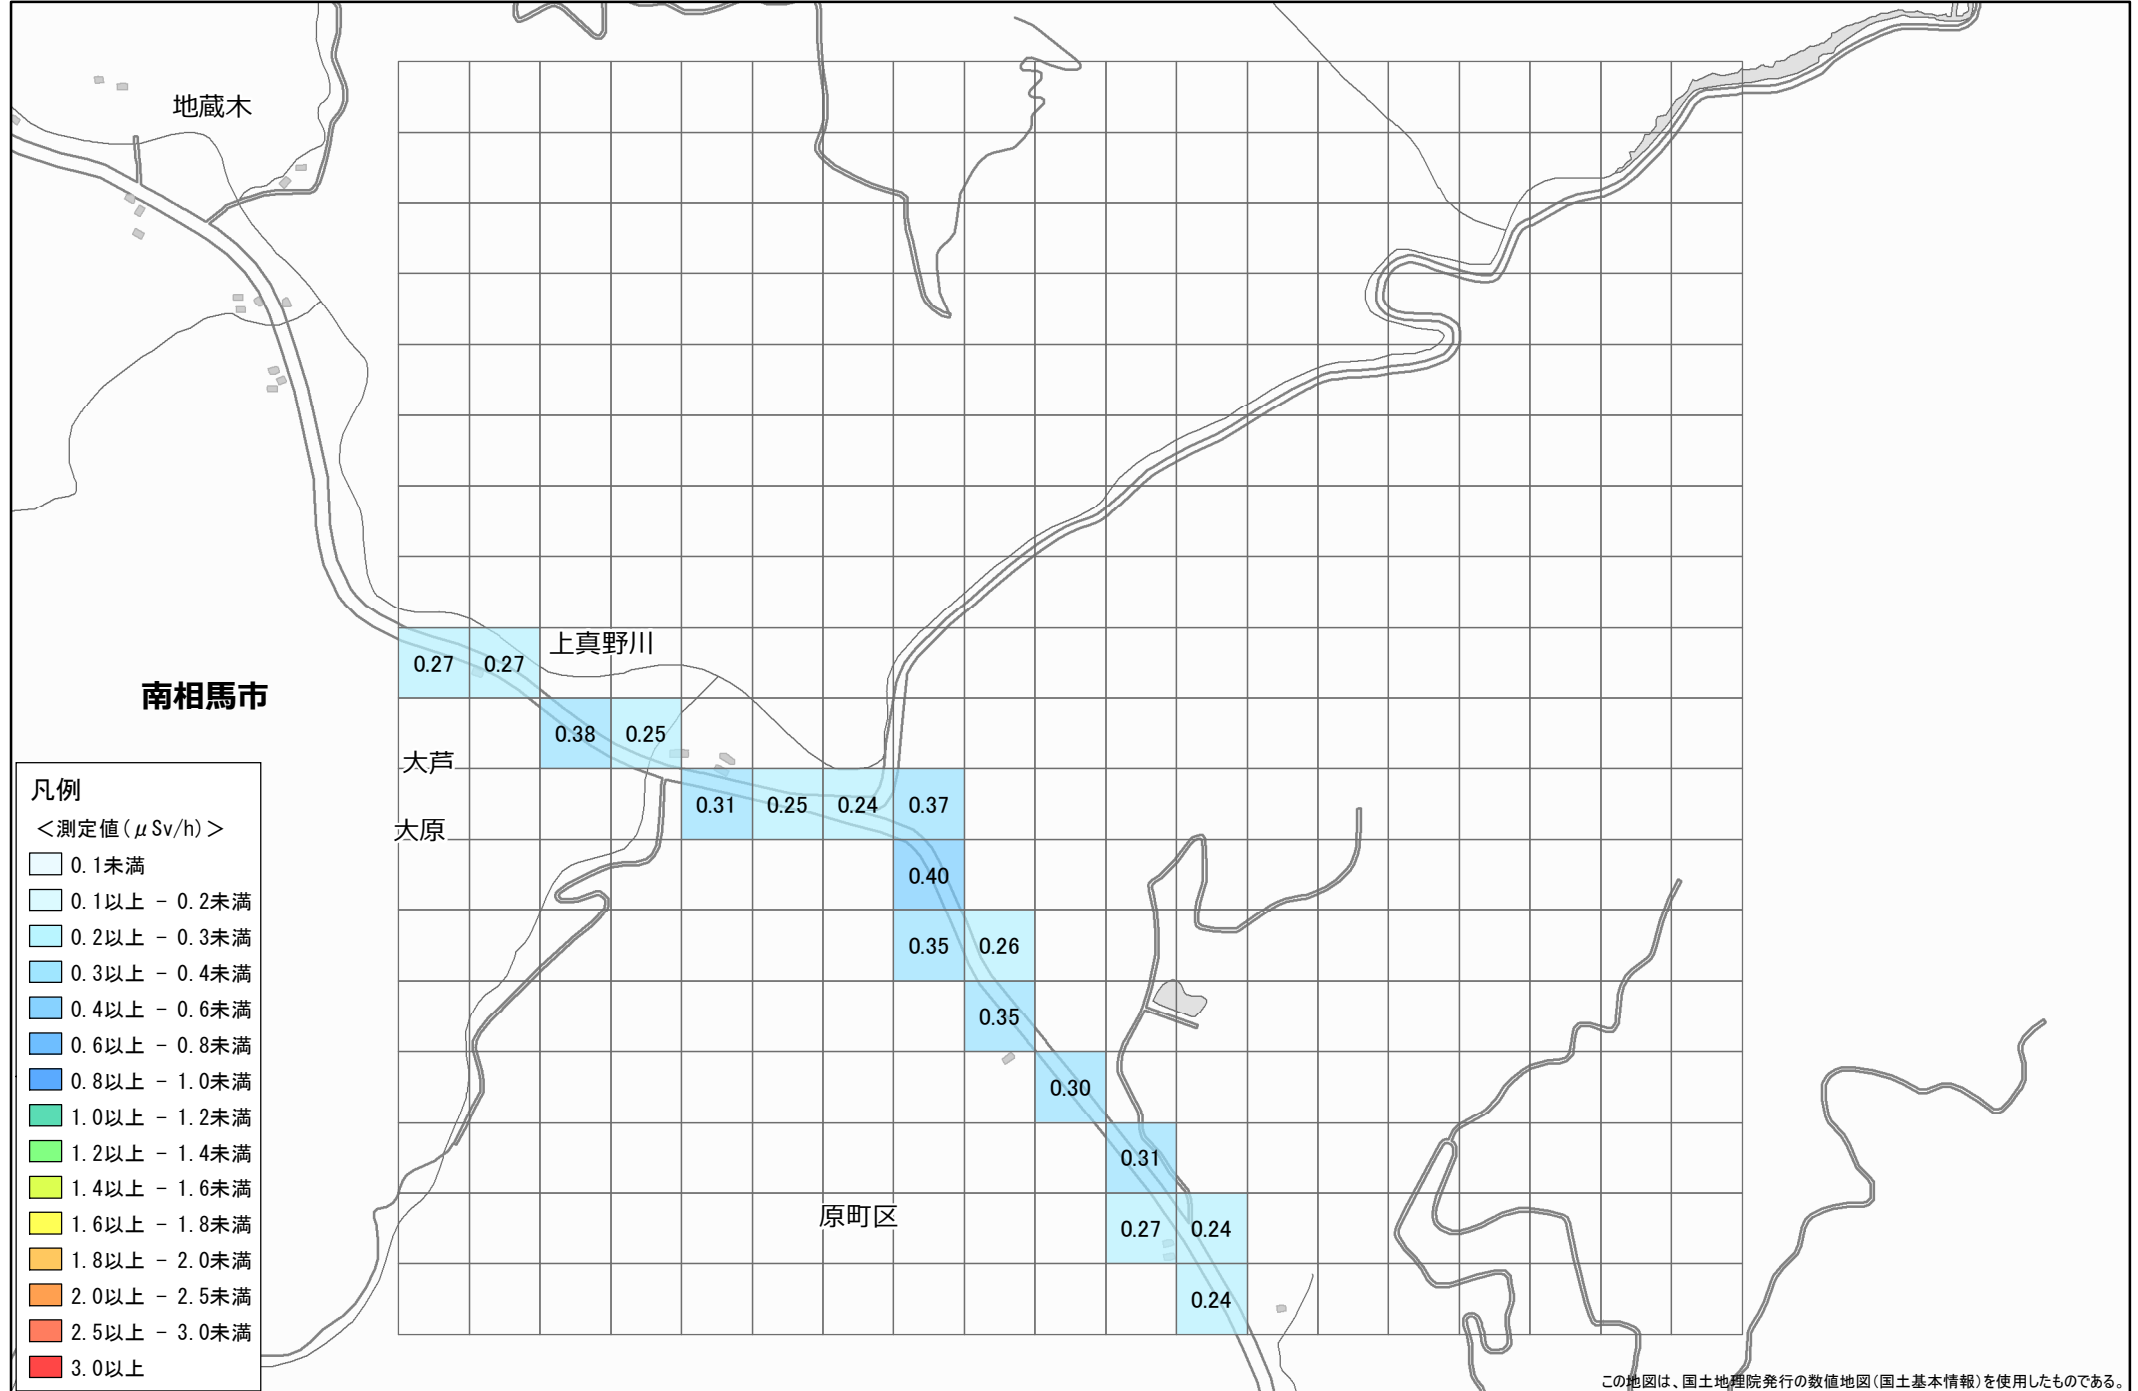 地蔵木
0.27 0.27 上真野川
南相馬市
0.38 0.25
大芦
0.31 0.25 0.24 0.37
大原
0.40
0.35 0.26
0.35
0.30
0.31
原町区
0.27 0.24
0.24
凡例
＜測定値(μSv/h)＞
0.1未満
0.1以上 - 0.2未満
0.2以上 - 0.3未満
0.3以上 - 0.4未満
0.4以上 - 0.6未満
0.6以上 - 0.8未満
0.8以上 - 1.0未満
1.0以上 - 1.2未満
1.2以上 - 1.4未満
1.4以上 - 1.6未満
1.6以上 - 1.8未満
1.8以上 - 2.0未満
2.0以上 - 2.5未満
2.5以上 - 3.0未満
3.0以上
この地図は、国土地理院発行の数値地図(国土基本情報)を使用したものである。